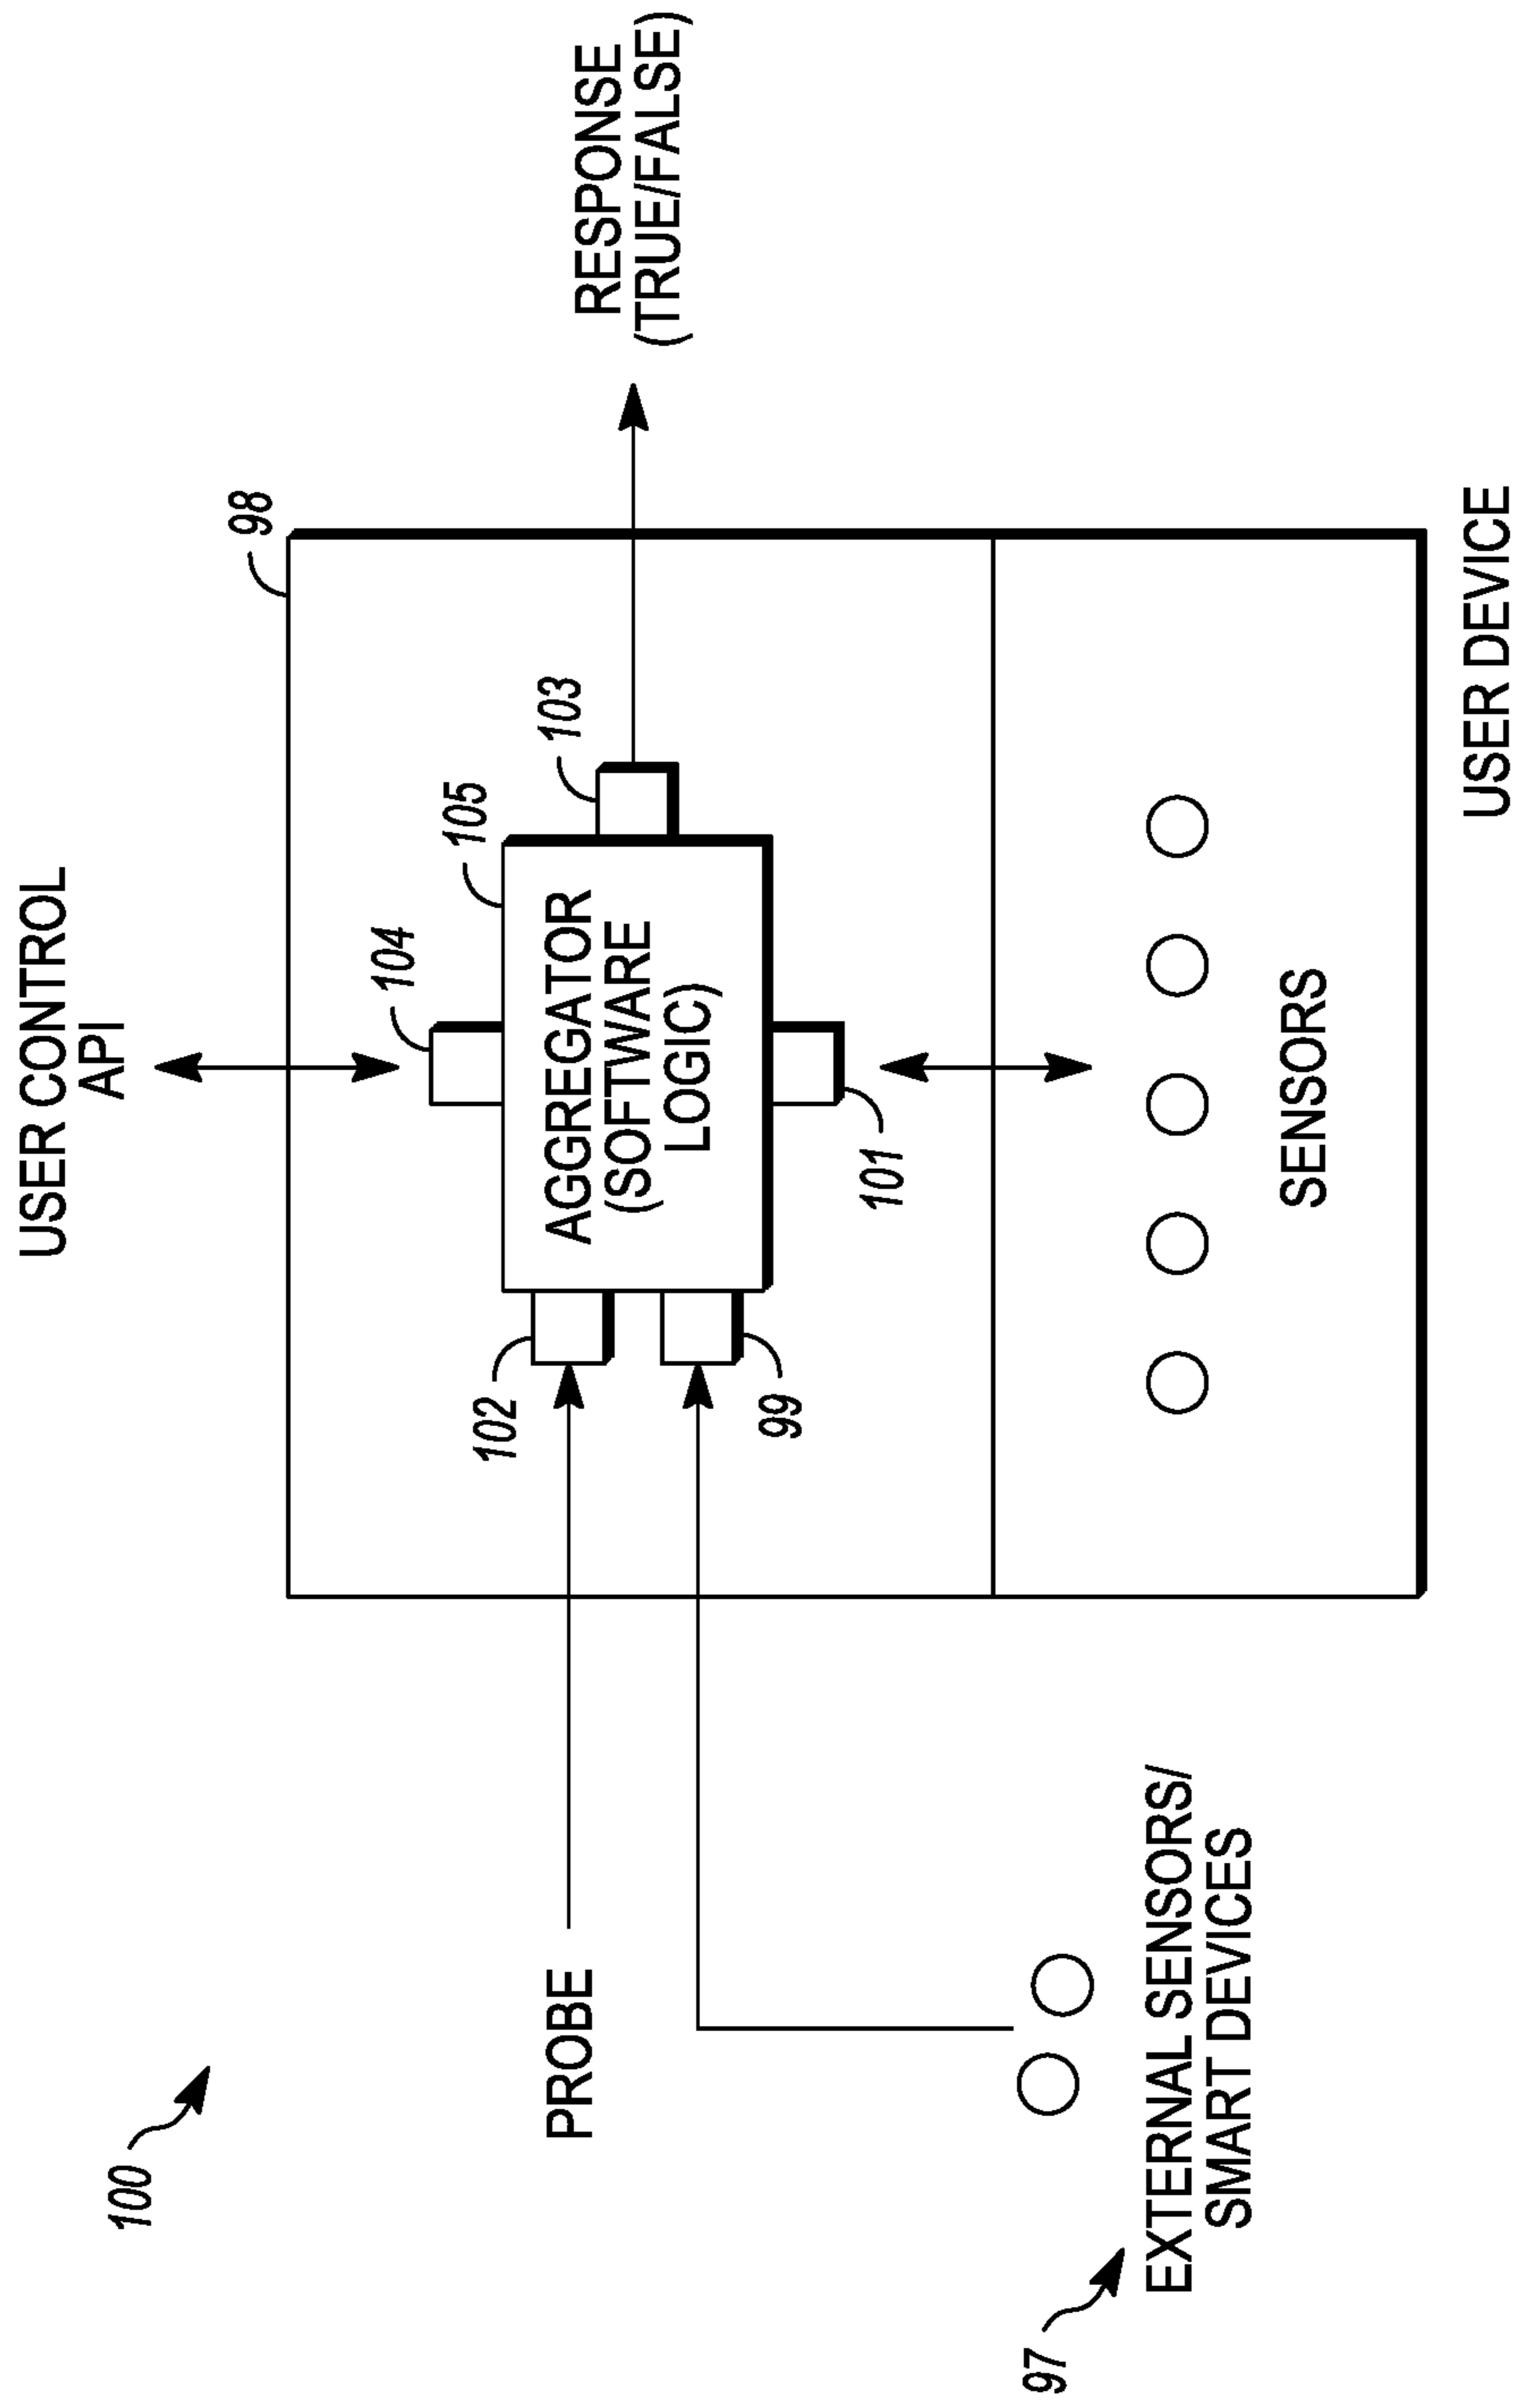 100
USER CONTROL
API
98
104
105
103
102
AGGREGATOR
(SOFTWARE
LOGIC)
PROBE
RESPONSE
(TRUE/FALSE)
99
101
97
EXTERNAL SENSORS/
SMART DEVICES
SENSORS
USER DEVICE